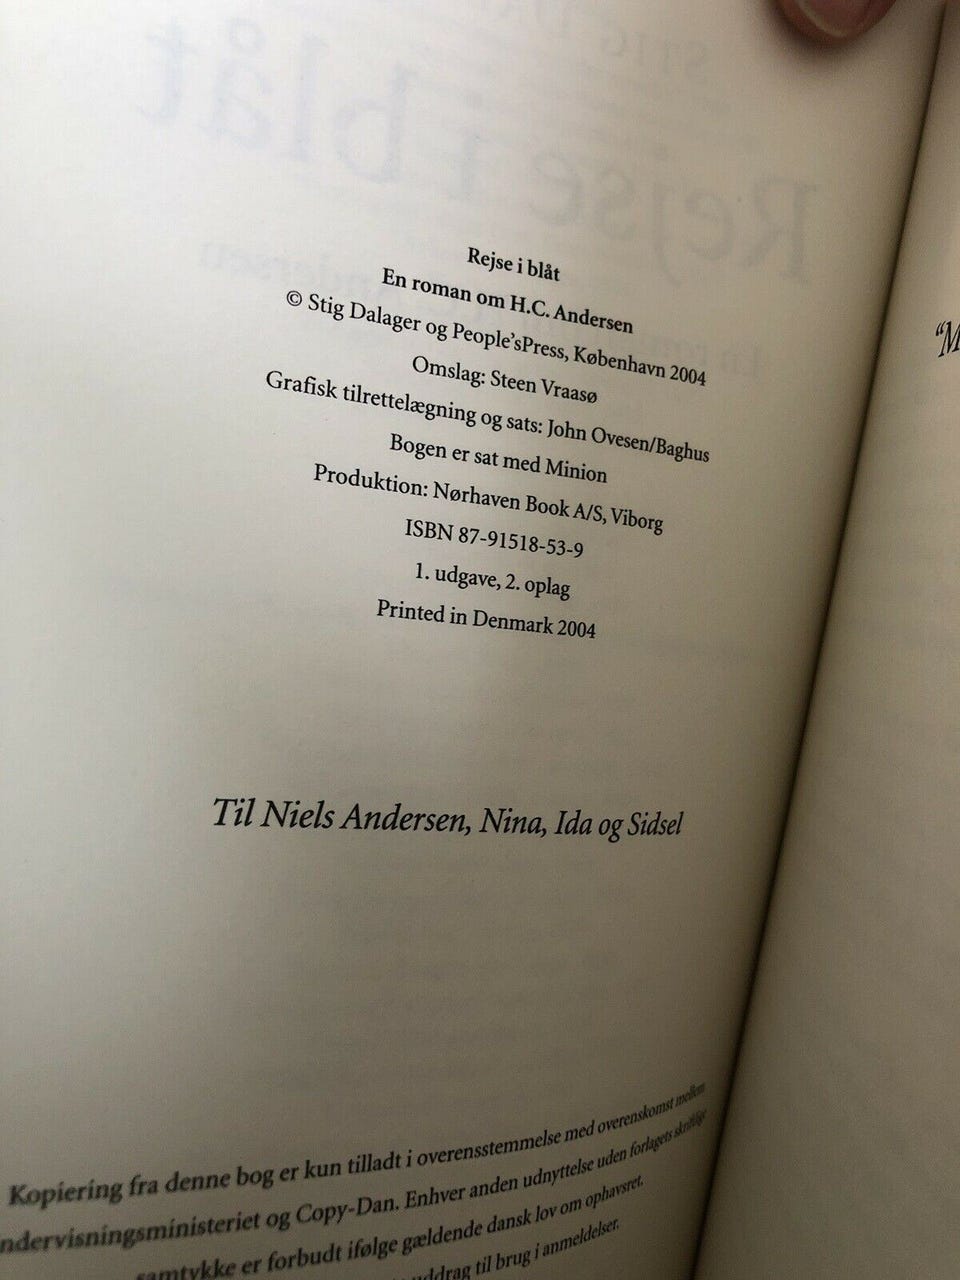 Rejse i blåt
En roman om H.C. Andersen
© Stig Dalager og People'sPress, København 2004
Omslag: Steen Vraasø
Grafisk tilrettelægning og sats: John Ovesen/Baghus
Bogen er sat med Minion
Produktion: Nørhaven Book A/S, Viborg
ISBN 87-91518-53-9
1. udgave, 2. oplag
Printed in Denmark 2004
Til Niels Andersen, Nina, Ida og Sidsel
Kopiering fra denne bog er kun tilladt i overensstemmelse med overenskomst mellem
ndervisningsministeriet og Copy-Dan. Enhver anden udnyttelse uden forlagets skriftlige
samtykke er forbudt ifølge gældende dansk lov om ophavsret.
uddrag til brug i anmeldelser.
"M